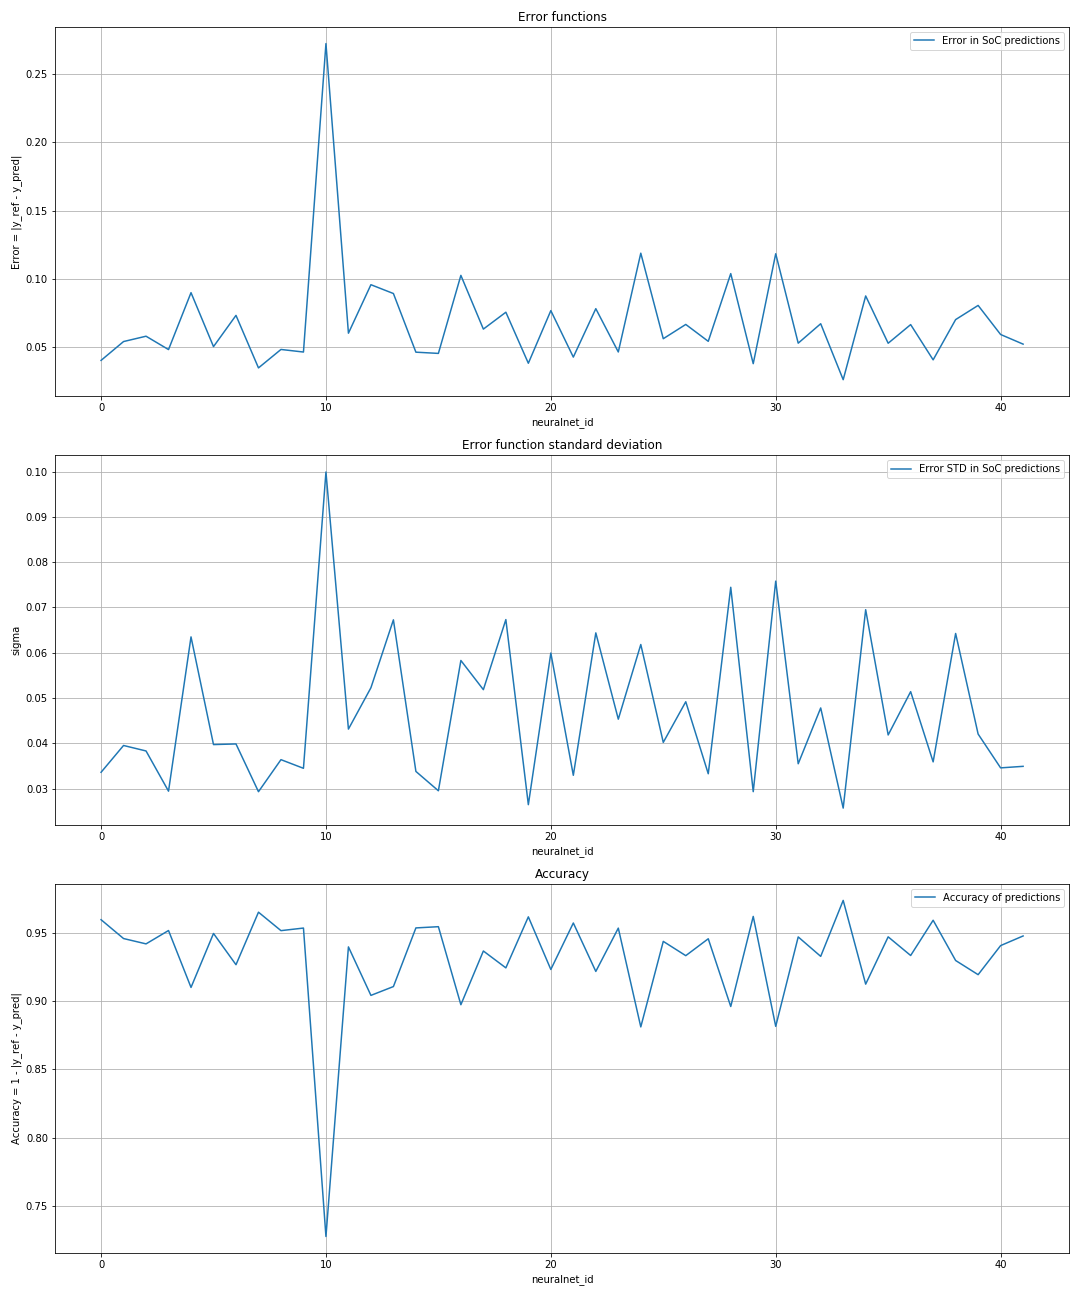 Error functions
Error in SoC predictions
0.25
0.20
0.15
0.10
0.05
Error = |y_ref - y_pred|
0 10 20 30 40
neuralnet_id
Error function standard deviation
Error STD in SoC predictions
0.10
0.09
0.08
0.07
0.06
0.05
0.04
0.03
sigma
0 10 20 30 40
neuralnet_id
Accuracy
Accuracy of predictions
0.95
0.90
0.85
0.80
0.75
Accuracy = 1 - |y_ref - y_pred|
0 10 20 30 40
neuralnet_id